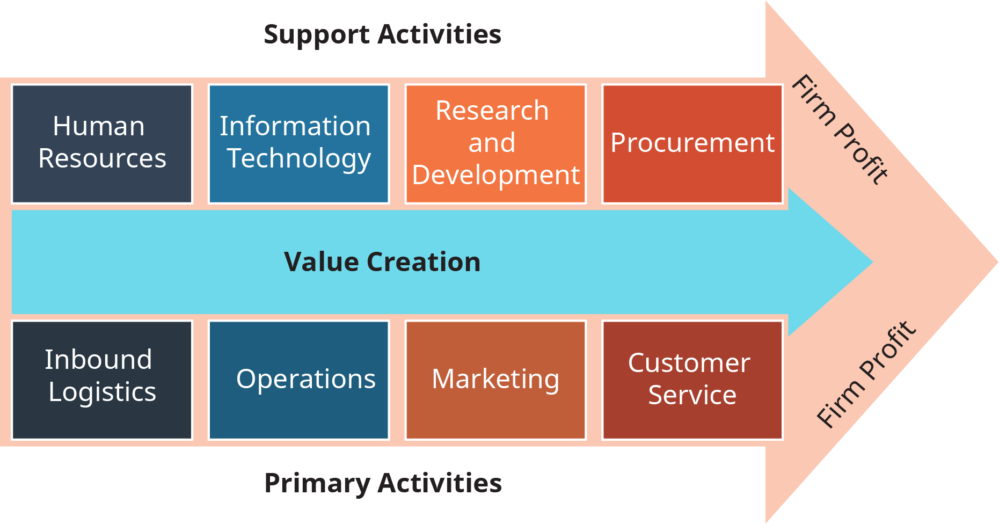 Support Activities
Human
Resources
Information
Technology
Research
and
Development
Procurement
Firm Profit
Value Creation
Inbound
Logistics
Operations
Marketing
Customer
Service
Firm Profit
Primary Activities